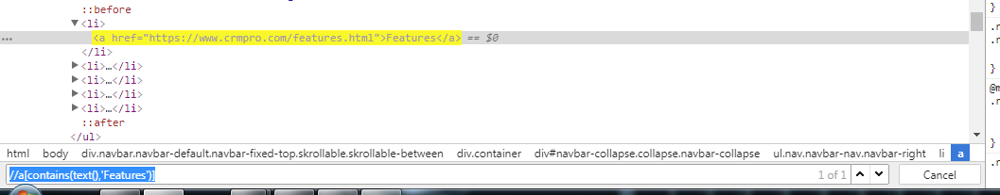 ::before
▼<li>
... <a href="https://www.crmpro.com/features.html">Features</a> == $0
</li>
▶<li>…</li>
▶<li>…</li>
▶<li>…</li>
▶<li>…</li>
::after
</ul>
html body div.navbar.navbar-default.navbar-fixed-top.skrollable.skrollable-between div.container div#navbar-collapse.collapse.navbar-collapse ul.nav.navbar-nav.navbar-right li a
//a[contains(text(),'Features')] 1 of 1 Cancel
}
.n
.n
}
@m
.n
}
.n